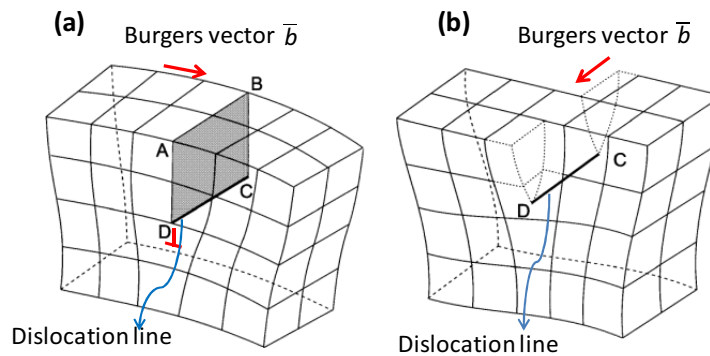 (a)
Burgers vector b̄
B
A
C
D
Dislocation line
(b)
Burgers vector b̄
C
D
Dislocation line